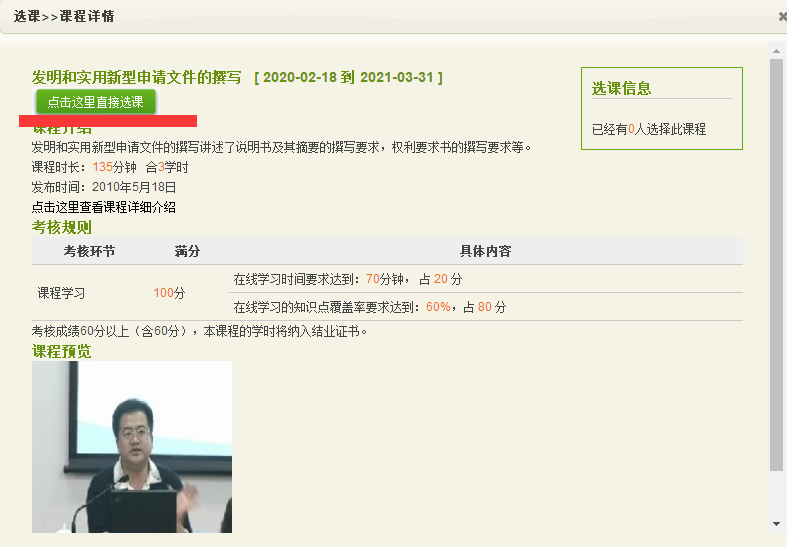 选课>>课程详情
发明和实用新型申请文件的撰写 [ 2020-02-18 到 2021-03-31 ]
点击这里直接选课
选课信息
已经有0人选择此课程
课程介绍
发明和实用新型申请文件的撰写讲述了说明书及其摘要的撰写要求，权利要求书的撰写要求等。
课程时长：135分钟 合3学时
发布时间：2010年5月18日
点击这里查看课程详细介绍
考核规则
考核环节 满分 具体内容
课程学习 100分
在线学习时间要求达到：70分钟， 占 20 分
在线学习的知识点覆盖率要求达到：60%，占 80 分
考核成绩60分以上（含60分），本课程的学时将纳入结业证书。
课程预览